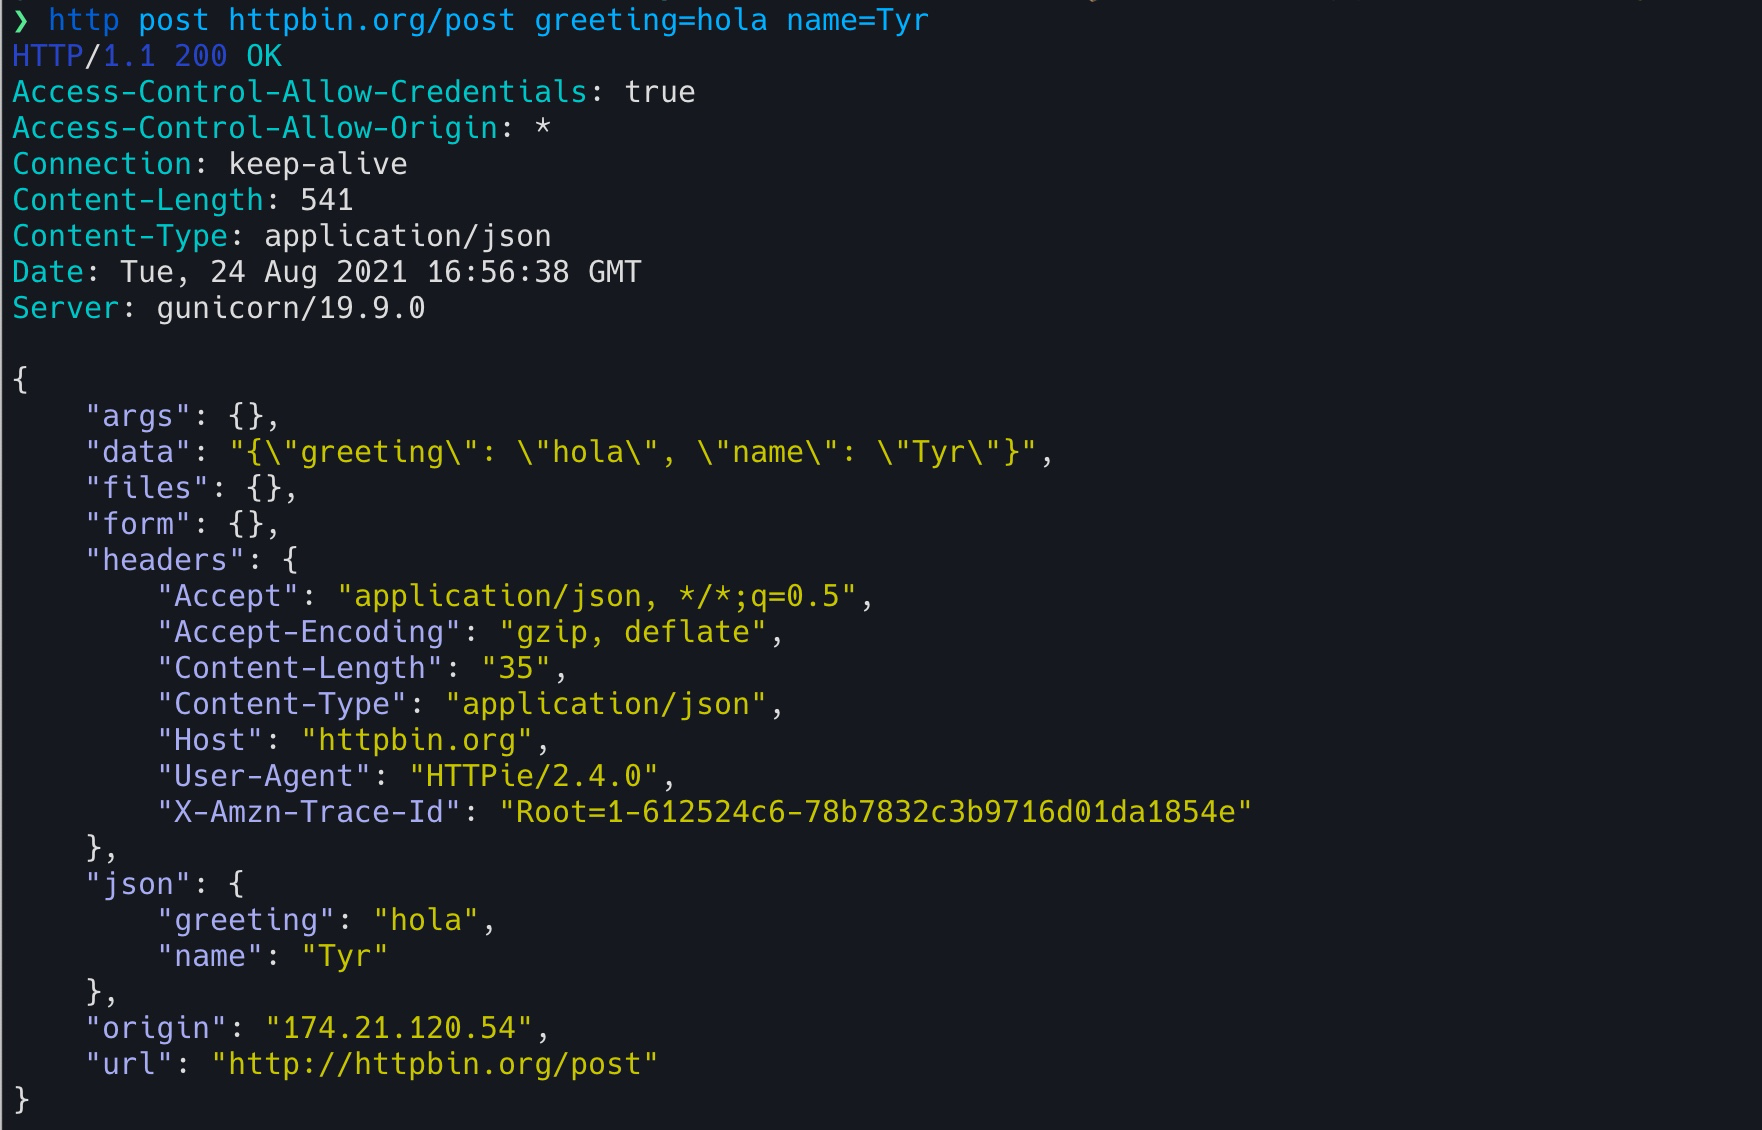 ❯ http post httpbin.org/post greeting=hola name=Tyr
HTTP/1.1 200 OK
Access-Control-Allow-Credentials: true
Access-Control-Allow-Origin: *
Connection: keep-alive
Content-Length: 541
Content-Type: application/json
Date: Tue, 24 Aug 2021 16:56:38 GMT
Server: gunicorn/19.9.0

{
    "args": {},
    "data": "{\"greeting\": \"hola\", \"name\": \"Tyr\"}",
    "files": {},
    "form": {},
    "headers": {
        "Accept": "application/json, */*;q=0.5",
        "Accept-Encoding": "gzip, deflate",
        "Content-Length": "35",
        "Content-Type": "application/json",
        "Host": "httpbin.org",
        "User-Agent": "HTTPie/2.4.0",
        "X-Amzn-Trace-Id": "Root=1-612524c6-78b7832c3b9716d01da1854e"
    },
    "json": {
        "greeting": "hola",
        "name": "Tyr"
    },
    "origin": "174.21.120.54",
    "url": "http://httpbin.org/post"
}